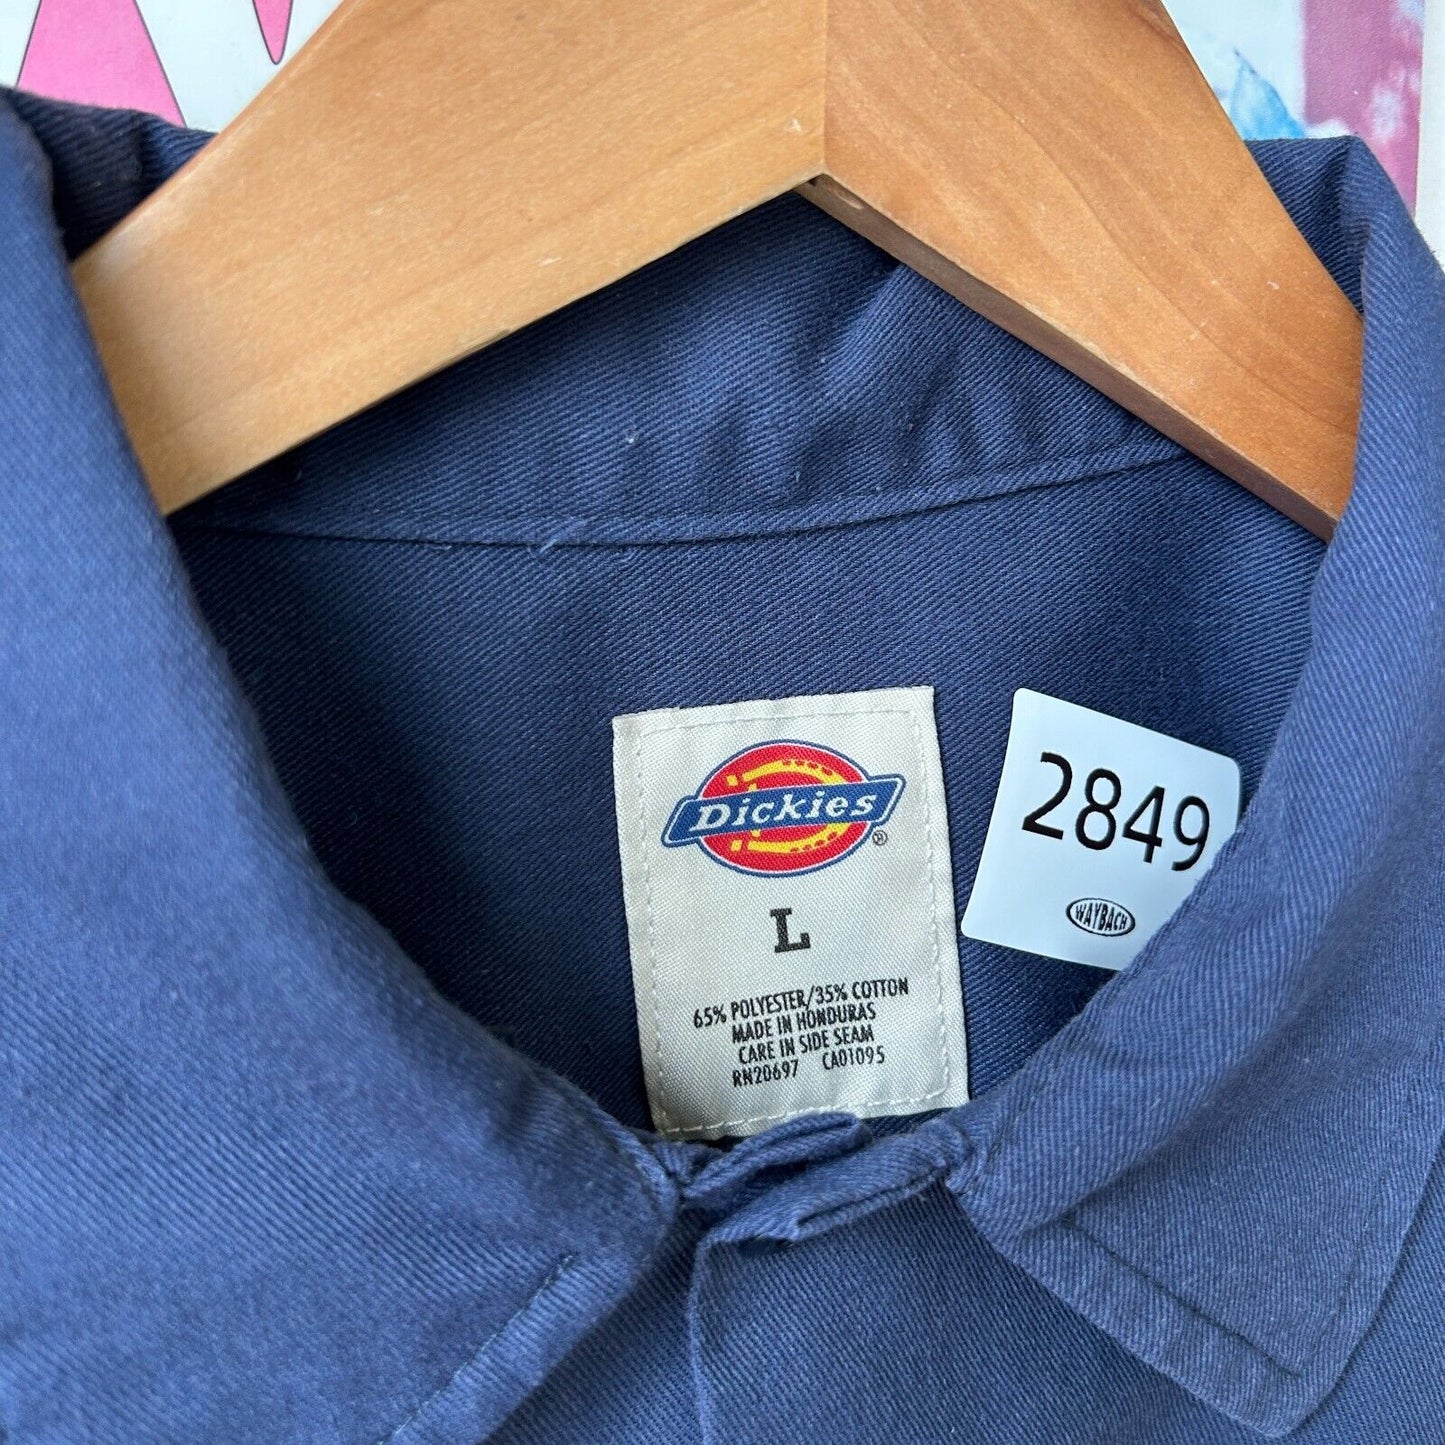 Dickies
®
L
65% POLYESTER/35% COTTON
MADE IN HONDURAS
CARE IN SIDE SEAM
RN20697 CA01095
2849
WAYBACH